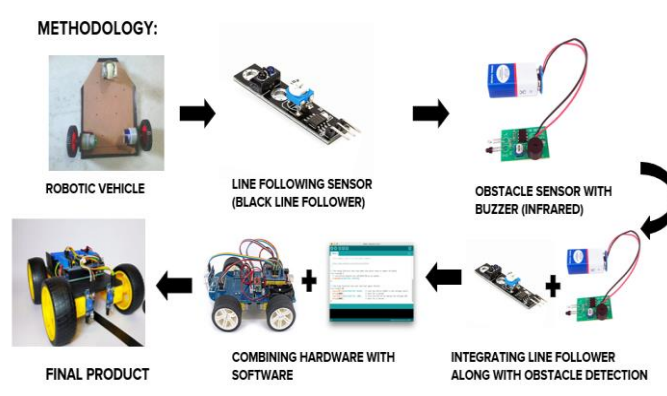 METHODOLOGY:
ROBOTIC VEHICLE
LINE FOLLOWING SENSOR
(BLACK LINE FOLLOWER)
OBSTACLE SENSOR WITH
BUZZER (INFRARED)
INTEGRATING LINE FOLLOWER
ALONG WITH OBSTACLE DETECTION
COMBINING HARDWARE WITH
SOFTWARE
FINAL PRODUCT